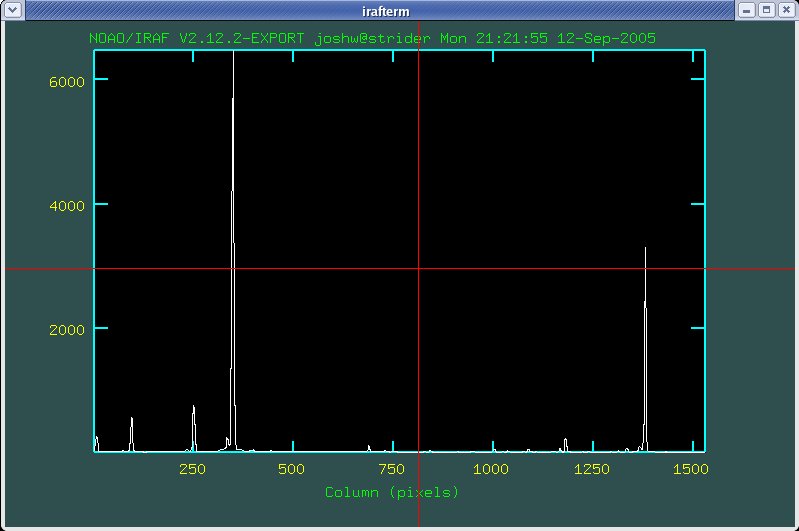 irafterm
NOAO/IRAF V2.12.2-EXPORT joshw@strider Mon 21:21:55 12-Sep-2005
6000
4000
2000
250 500 750 1000 1250 1500
Column (pixels)